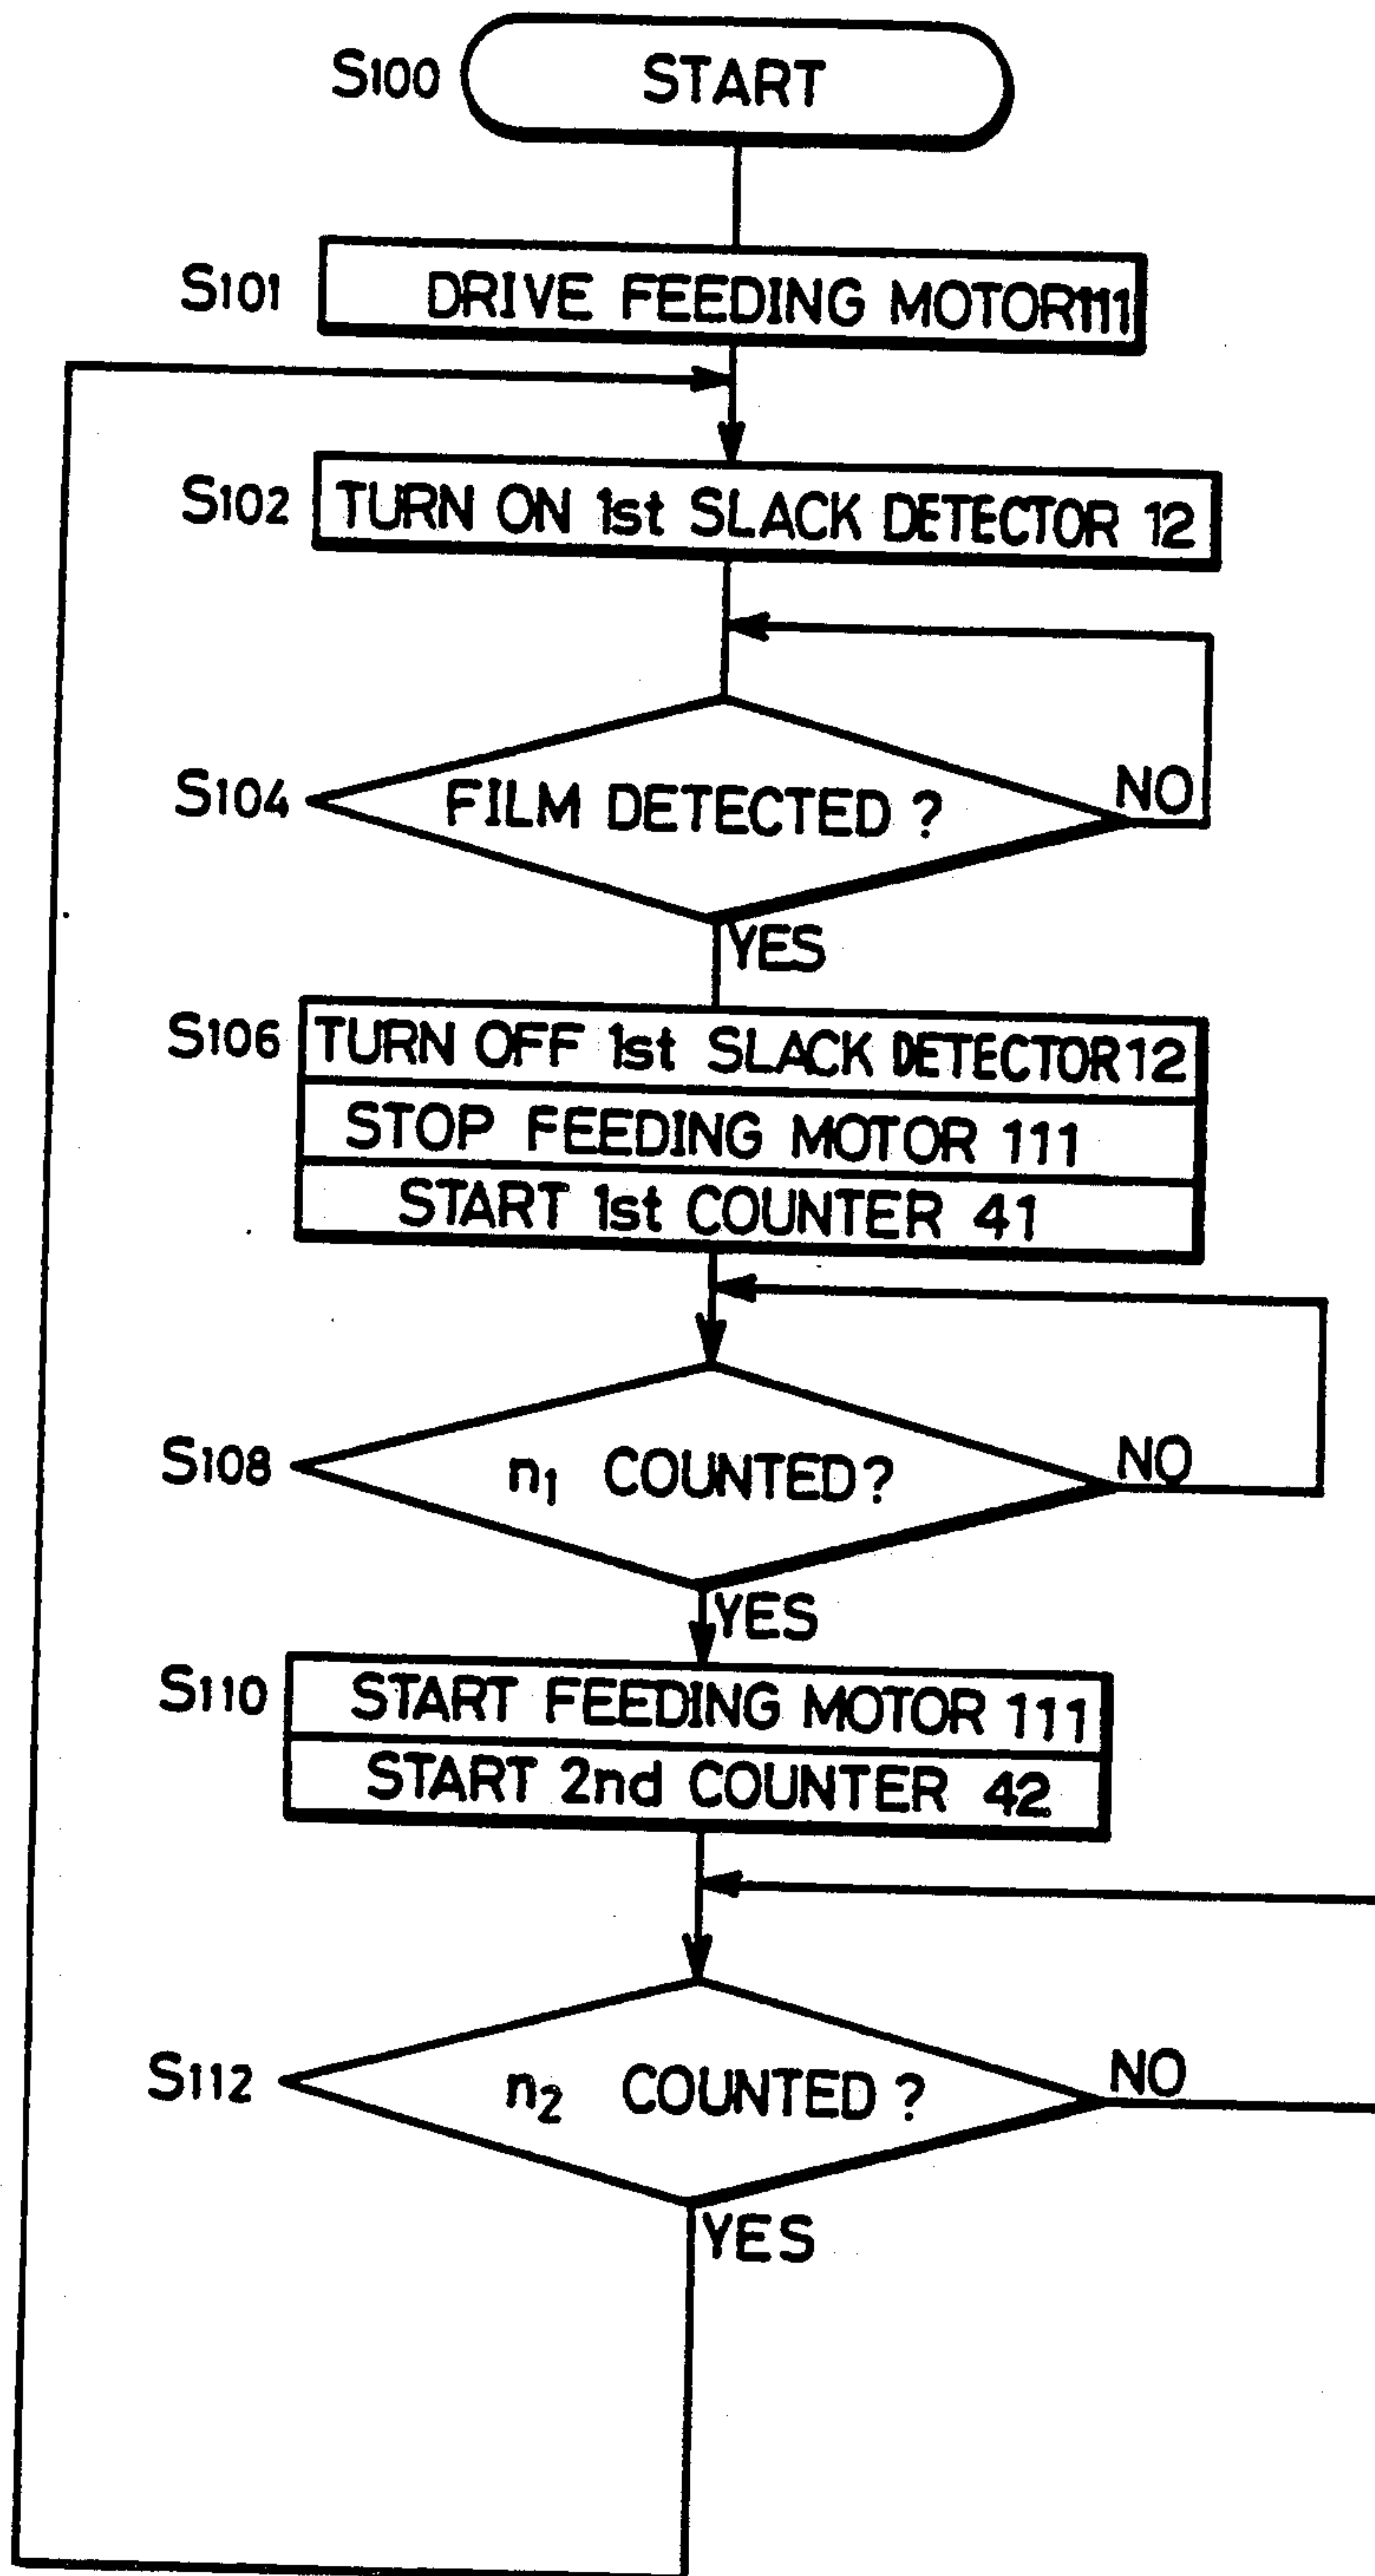 S100 START
S101 DRIVE FEEDING MOTOR 111
S102 TURN ON 1st SLACK DETECTOR 12
S104 FILM DETECTED ? NO
YES
S106 TURN OFF 1st SLACK DETECTOR 12
STOP FEEDING MOTOR 111
START 1st COUNTER 41
S108 n₁ COUNTED? NO
YES
S110 START FEEDING MOTOR 111
START 2nd COUNTER 42
S112 n₂ COUNTED ? NO
YES